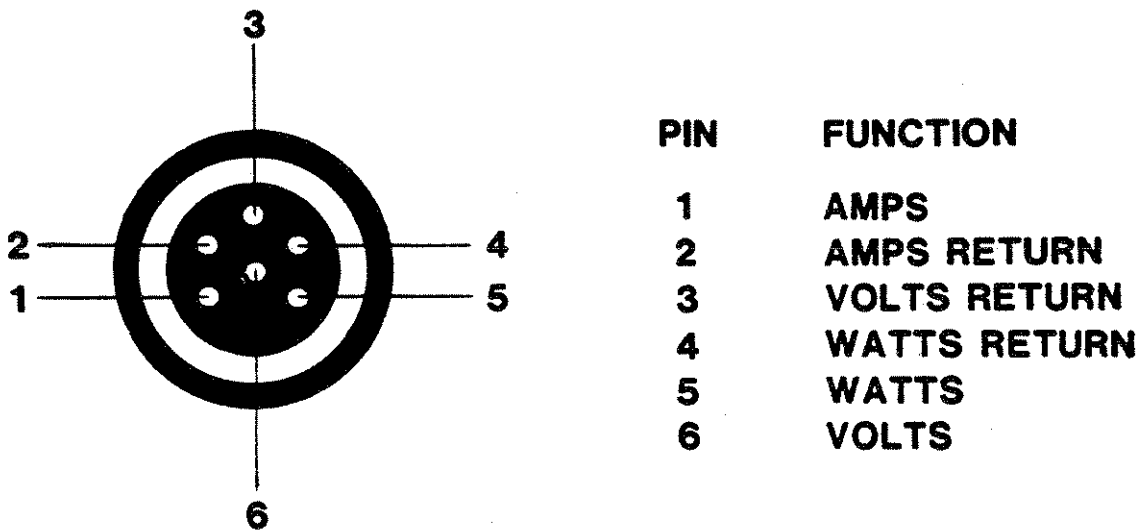 3
2
4
1
5
6
PIN FUNCTION
1 AMPS
2 AMPS RETURN
3 VOLTS RETURN
4 WATTS RETURN
5 WATTS
6 VOLTS